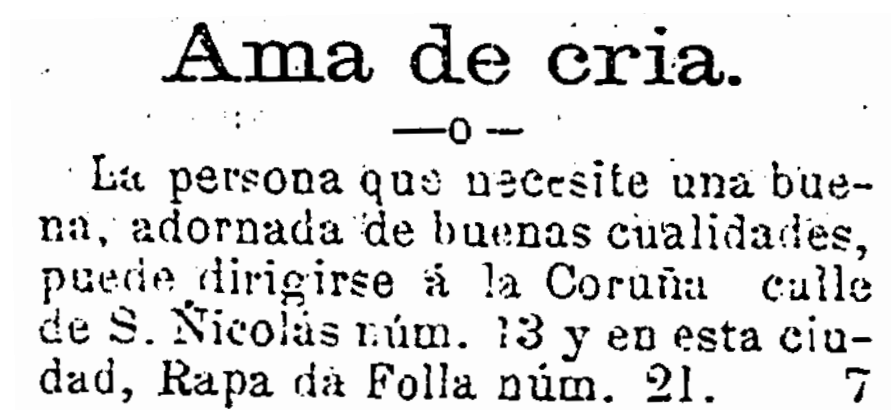 Ama de cria.
—o—
La persona que necesite una bue-
na, adornada de buenas cualidades,
puede dirigirse á la Coruña calle
de S. Nicolás núm. 13 y en esta ciu-
dad, Rapa da Folla núm. 21. 7